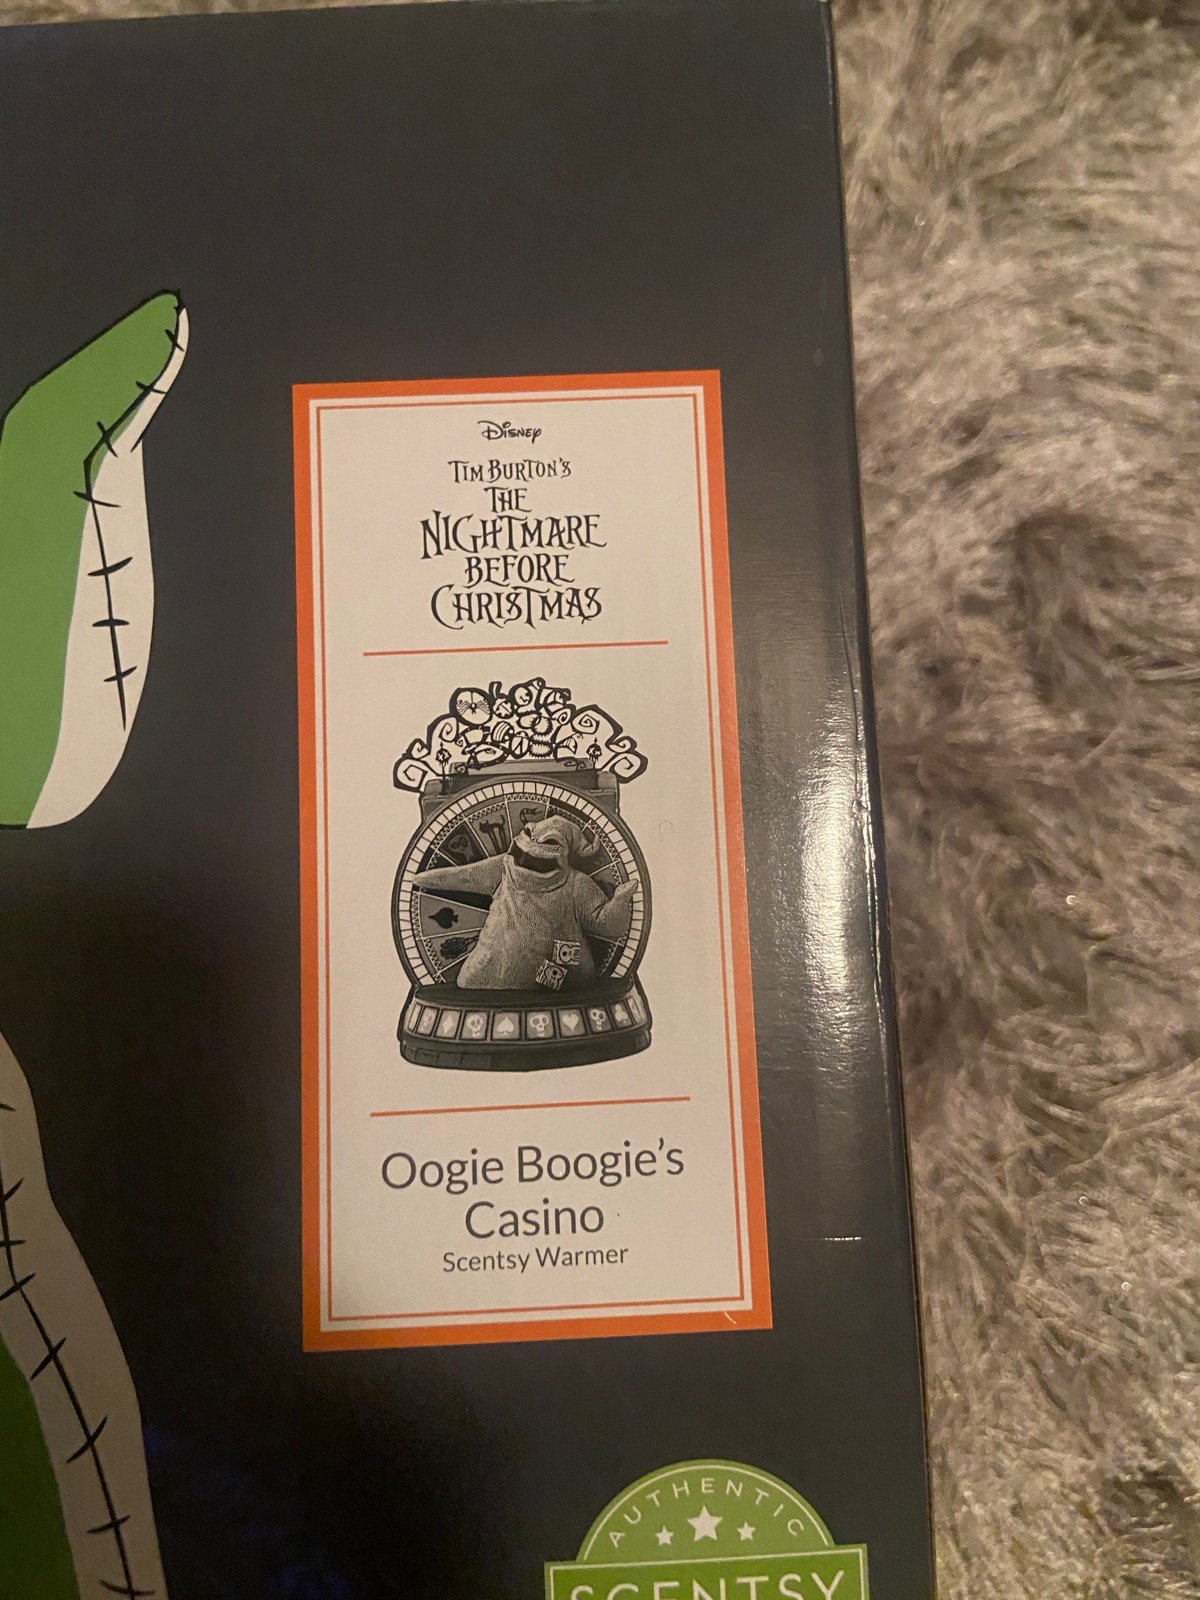 Disney
TIM BURTON'S
THE
NIGHTMARE
BEFORE
CHRISTMAS
Oogie Boogie's
Casino
Scentsy Warmer
AUTHENTIC
SCENTSY